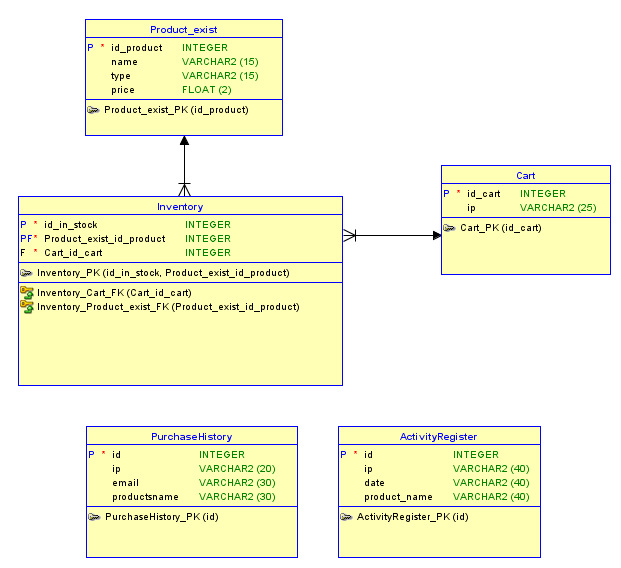 Product_exist
P * id_product INTEGER
name VARCHAR2 (15)
type VARCHAR2 (15)
price FLOAT (2)
Product_exist_PK (id_product)
Cart
P * id_cart INTEGER
ip VARCHAR2 (25)
Cart_PK (id_cart)
Inventory
P * id_in_stock INTEGER
PF* Product_exist_id_product INTEGER
F * Cart_id_cart INTEGER
Inventory_PK (id_in_stock, Product_exist_id_product)
Inventory_Cart_FK (Cart_id_cart)
Inventory_Product_exist_FK (Product_exist_id_product)
PurchaseHistory
P * id INTEGER
ip VARCHAR2 (20)
email VARCHAR2 (30)
productsname VARCHAR2 (30)
PurchaseHistory_PK (id)
ActivityRegister
P * id INTEGER
ip VARCHAR2 (40)
date VARCHAR2 (40)
product_name VARCHAR2 (40)
ActivityRegister_PK (id)